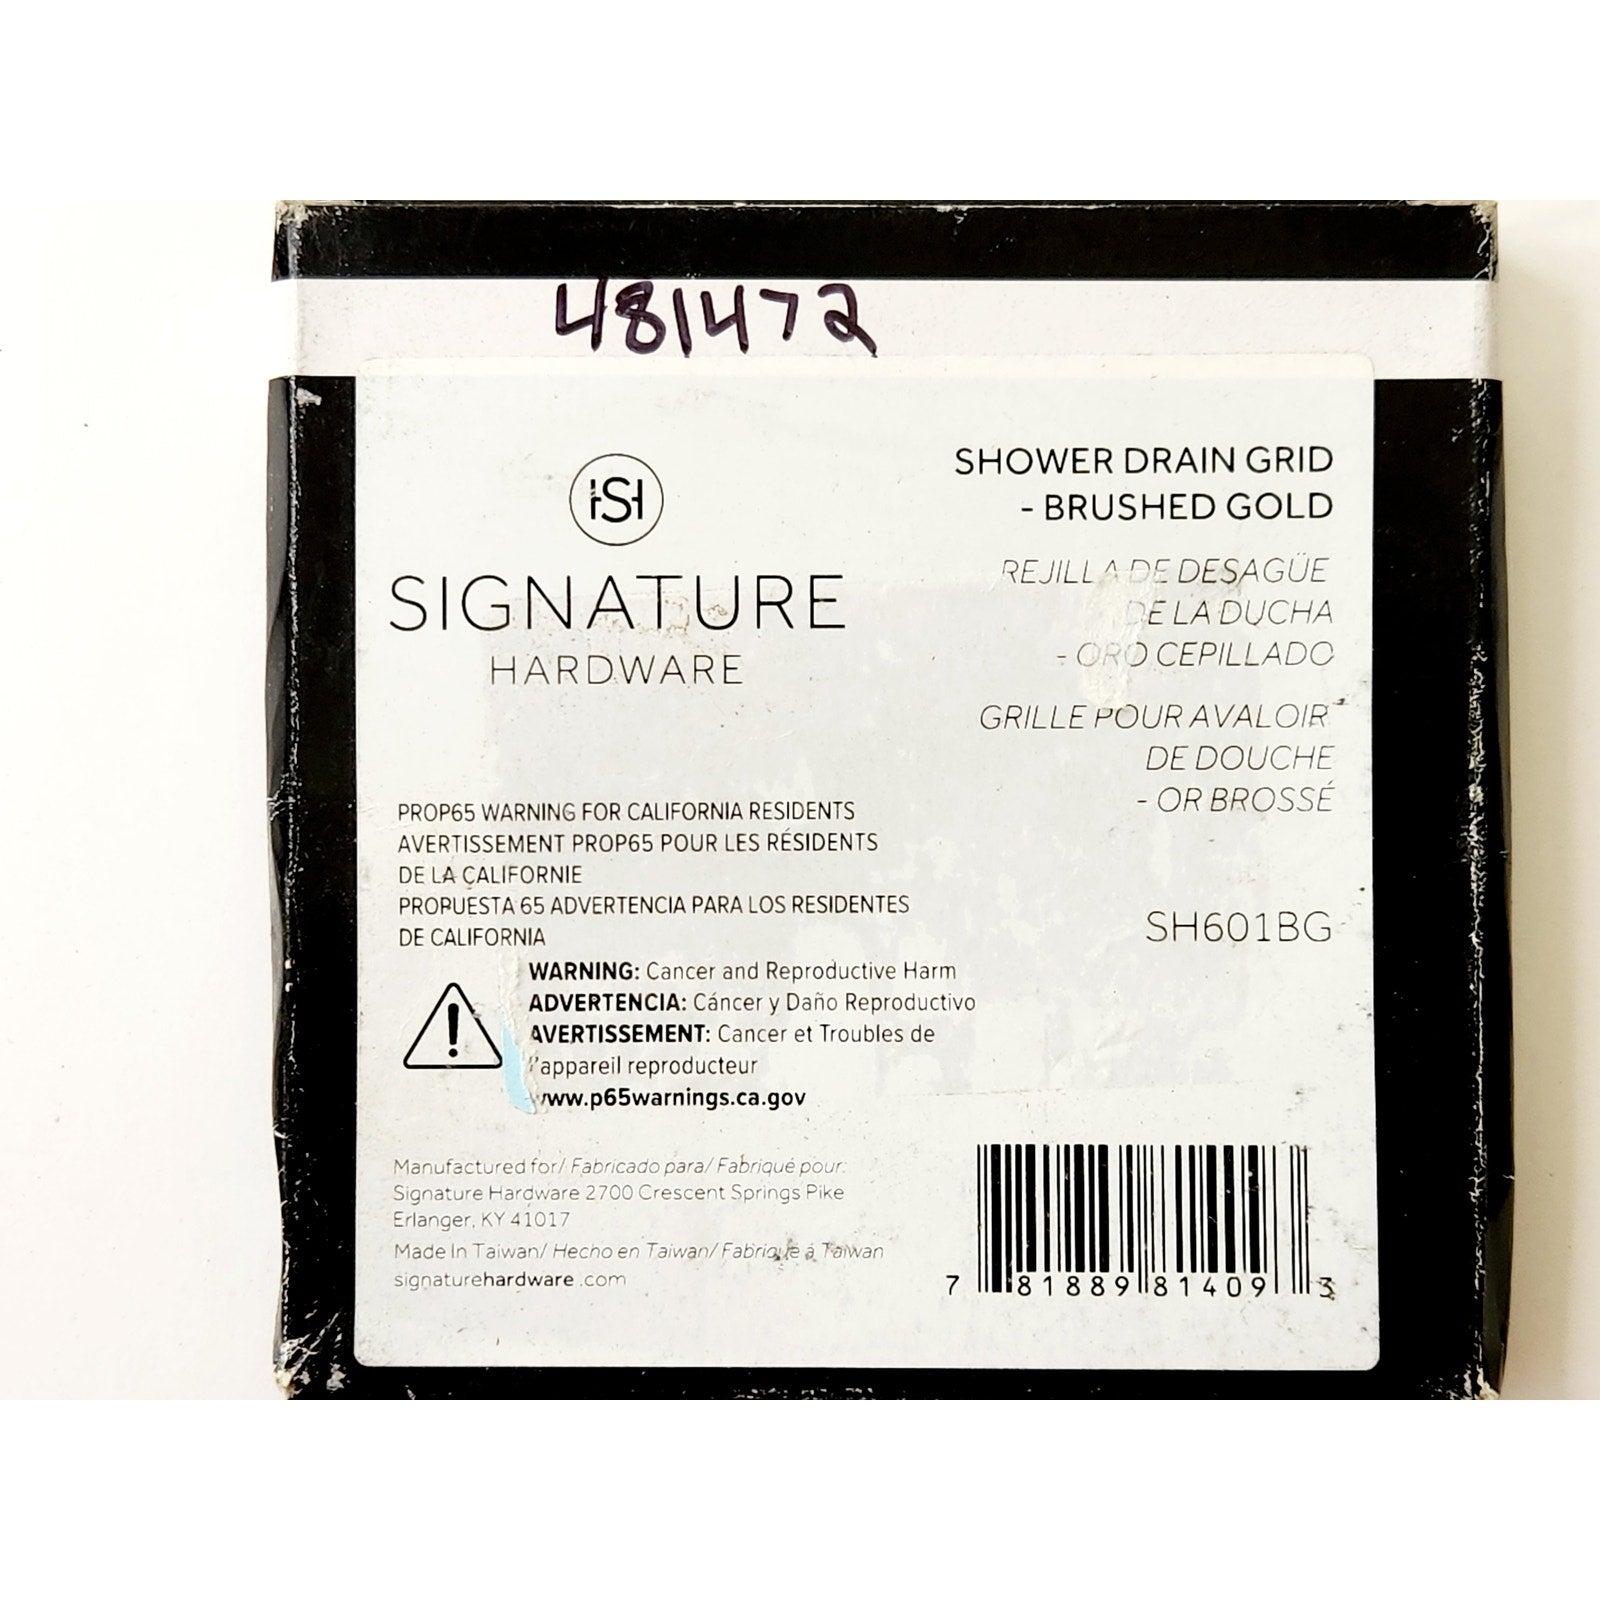 481472
SH
SIGNATURE
HARDWARE
SHOWER DRAIN GRID
- BRUSHED GOLD
REJILLA DE DESAGÜE
DE LA DUCHA
- ORO CEPILLADO
GRILLE POUR AVALOIR
DE DOUCHE
- OR BROSSÉ
SH601BG
PROP65 WARNING FOR CALIFORNIA RESIDENTS
AVERTISSEMENT PROP65 POUR LES RÉSIDENTS
DE LA CALIFORNIE
PROPUESTA 65 ADVERTENCIA PARA LOS RESIDENTES
DE CALIFORNIA
WARNING: Cancer and Reproductive Harm
ADVERTENCIA: Cáncer y Daño Reproductivo
AVERTISSEMENT: Cancer et Troubles de
l'appareil reproducteur
www.p65warnings.ca.gov
Manufactured for/ Fabricado para/ Fabriqué pour:
Signature Hardware 2700 Crescent Springs Pike
Erlanger, KY 41017
Made In Taiwan/ Hecho en Taiwan/ Fabriqué à Taiwan
signaturehardware.com
7 81889 81409 3